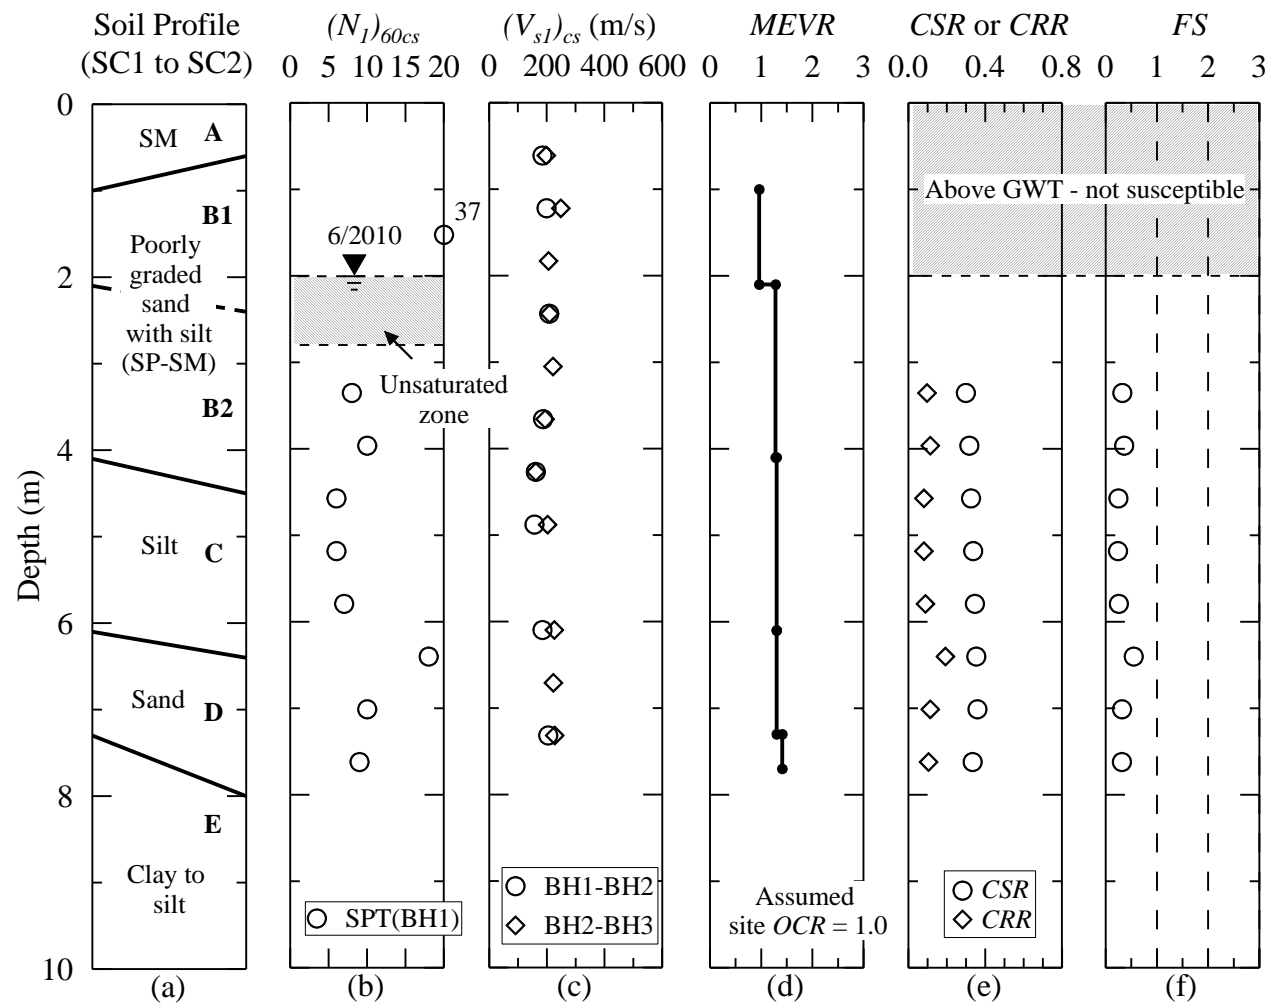 Soil Profile
(SC1 to SC2)
(N1)60cs
0 5 10 15 20
(Vs1)cs (m/s)
0 200 400 600
MEVR
0 1 2 3
CSR or CRR
0.0 0.4 0.8
FS
0 1 2 3
Depth (m)
0
2
4
6
8
10
SM A
B1
Poorly
graded
sand
with silt
(SP-SM)
B2
Silt C
Sand D
E
Clay to
silt
37
6/2010
Unsaturated
zone
SPT(BH1)
BH1-BH2
BH2-BH3
Assumed
site OCR = 1.0
Above GWT - not susceptible
CSR
CRR
(a) (b) (c) (d) (e) (f)